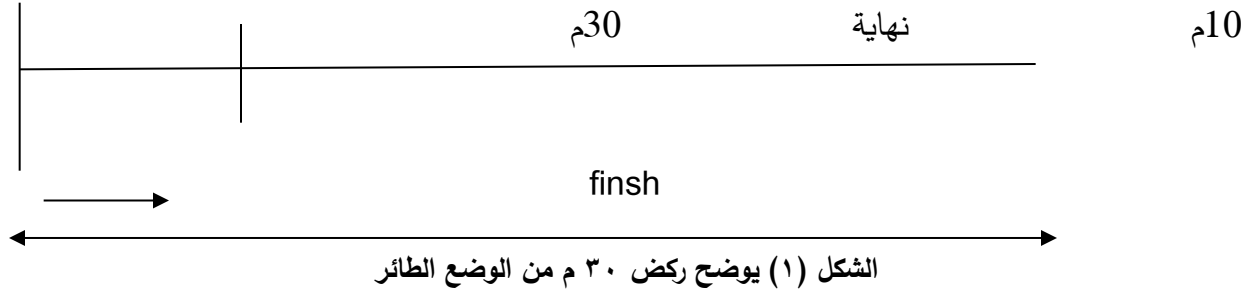 10م نهاية 30م
finsh
الشكل (١) يوضح ركض ٣٠ م من الوضع الطائر